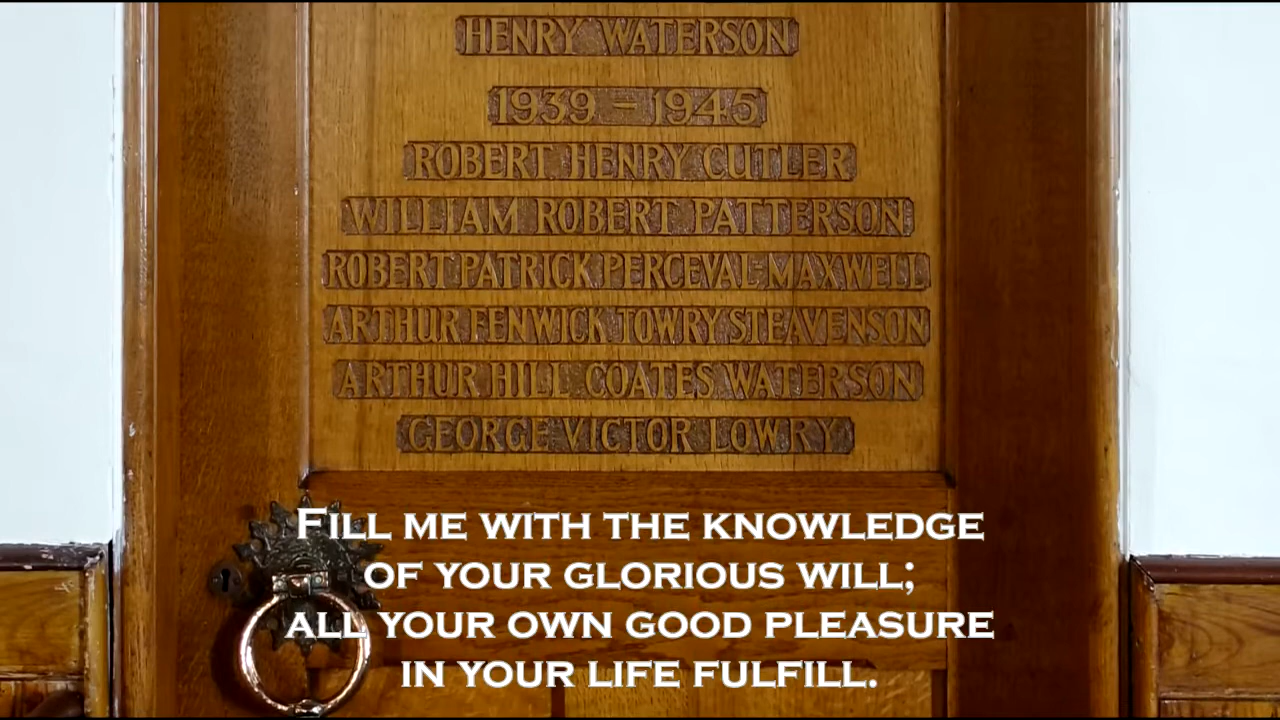 HENRY WATERSON
1939 - 1945
ROBERT HENRY CUTLER
WILLIAM ROBERT PATTERSON
ROBERT PATRICK PERCEVAL-MAXWELL
ARTHUR FENWICK TOWRY STEAVENSON
ARTHUR HILL COATES WATERSON
GEORGE VICTOR LOWRY
FILL ME WITH THE KNOWLEDGE
OF YOUR GLORIOUS WILL;
ALL YOUR OWN GOOD PLEASURE
IN YOUR LIFE FULFILL.